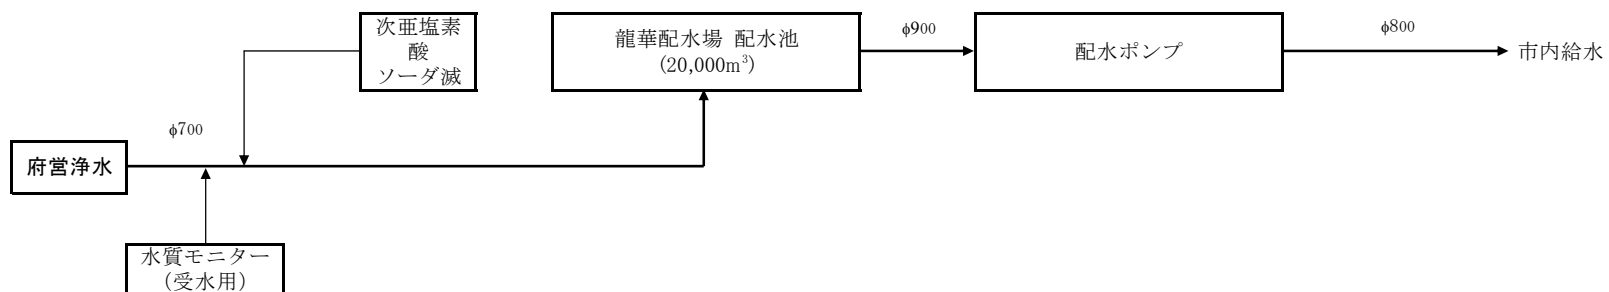 次亜塩素
酸
ソーダ減
龍華配水場 配水池
(20,000m³)
φ900
配水ポンプ
φ800
市内給水
φ700
府営浄水
水質モニター
(受水用)